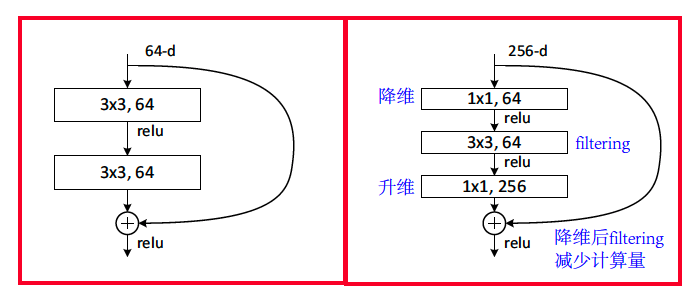 64-d
3x3, 64
relu
3x3, 64
relu
256-d
降维
1x1, 64
relu
3x3, 64
filtering
relu
升维
1x1, 256
relu
降维后filtering
减少计算量